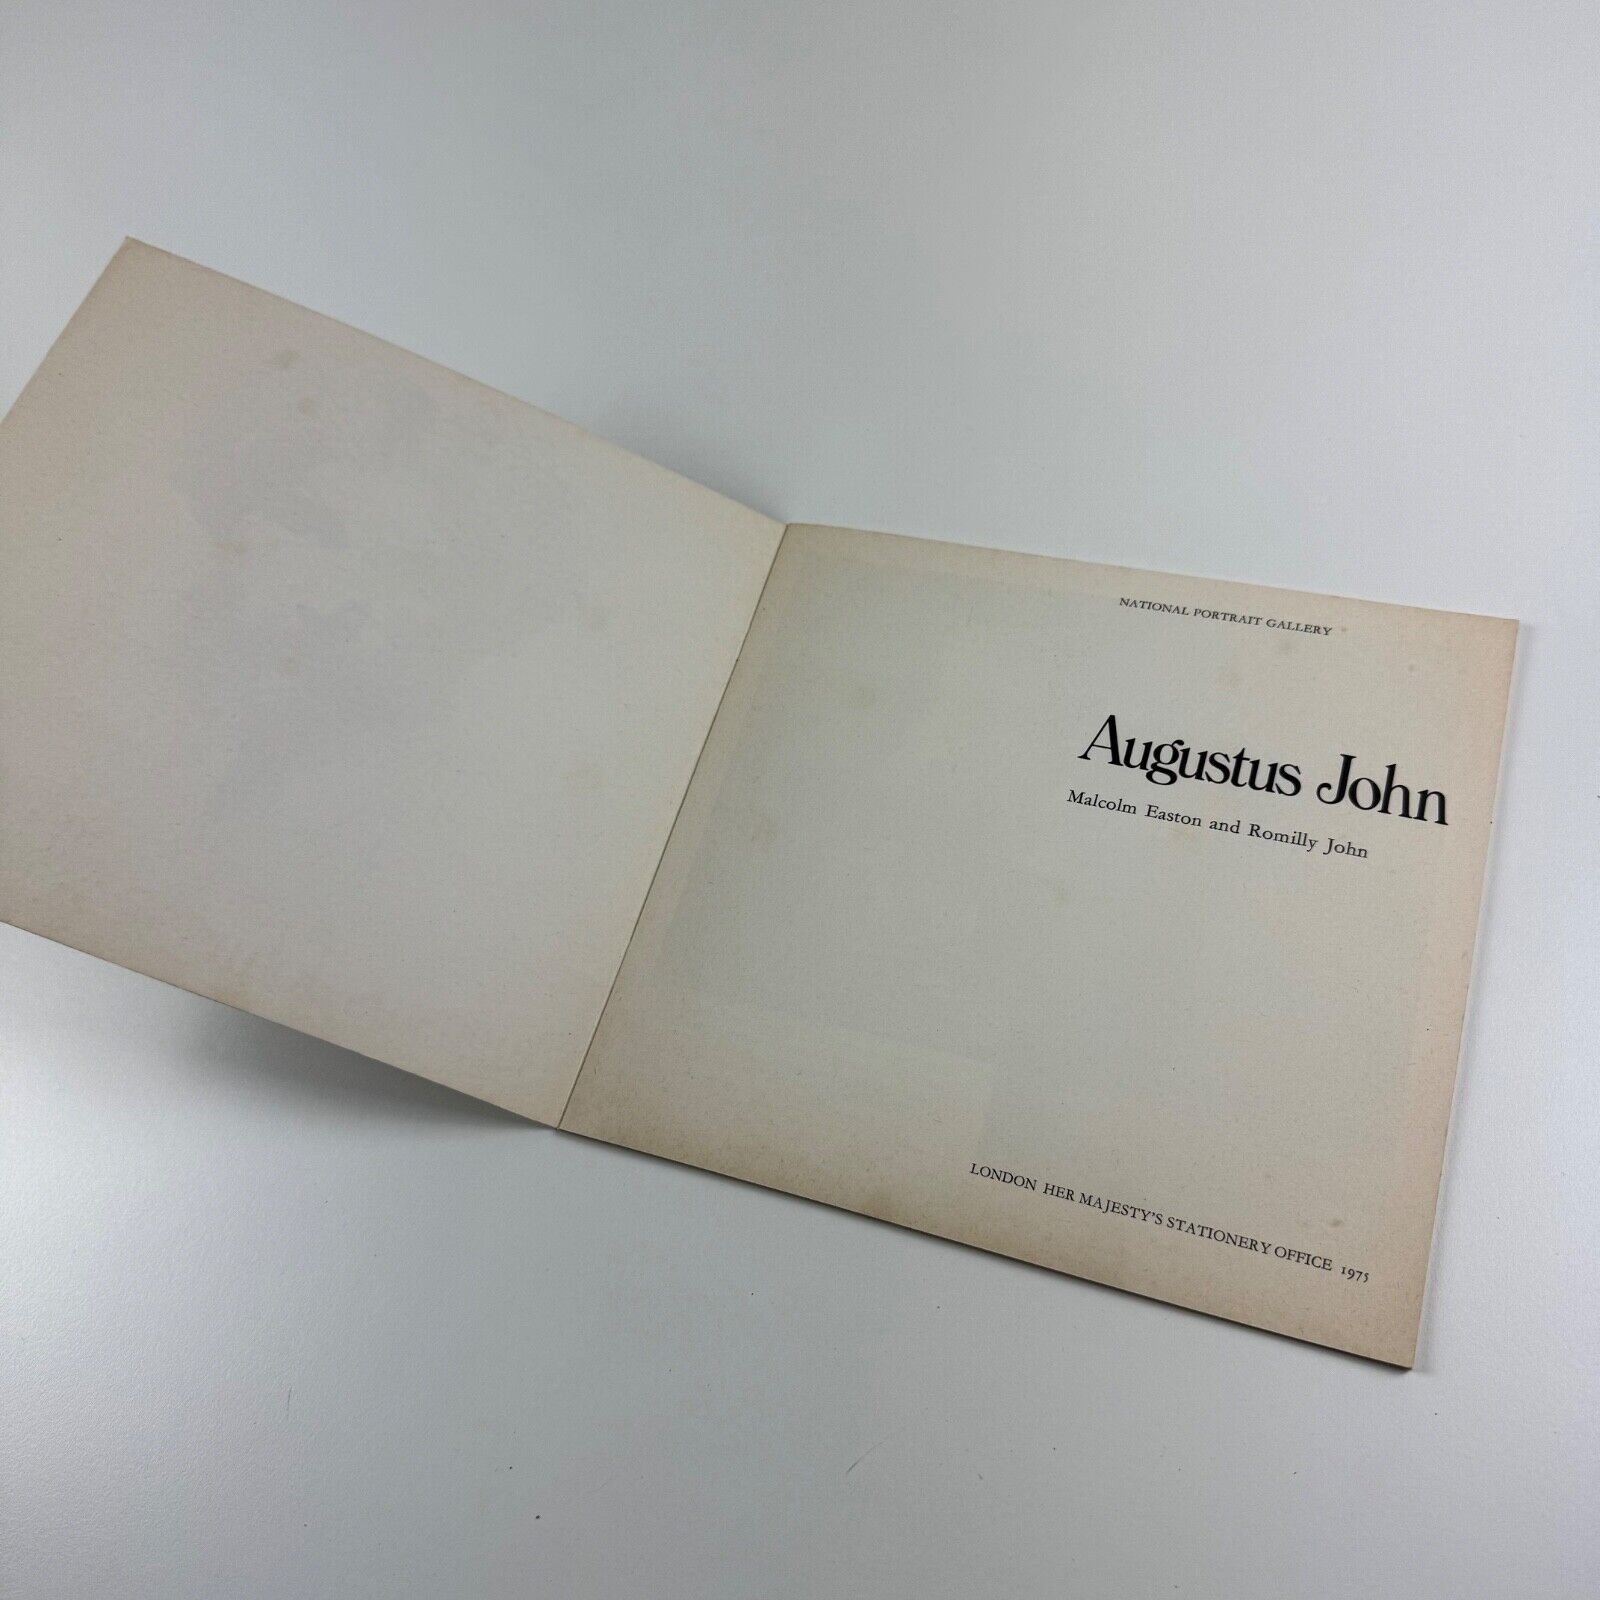 NATIONAL PORTRAIT GALLERY
Augustus John
Malcolm Easton and Romilly John
LONDON HER MAJESTY'S STATIONERY OFFICE 1975